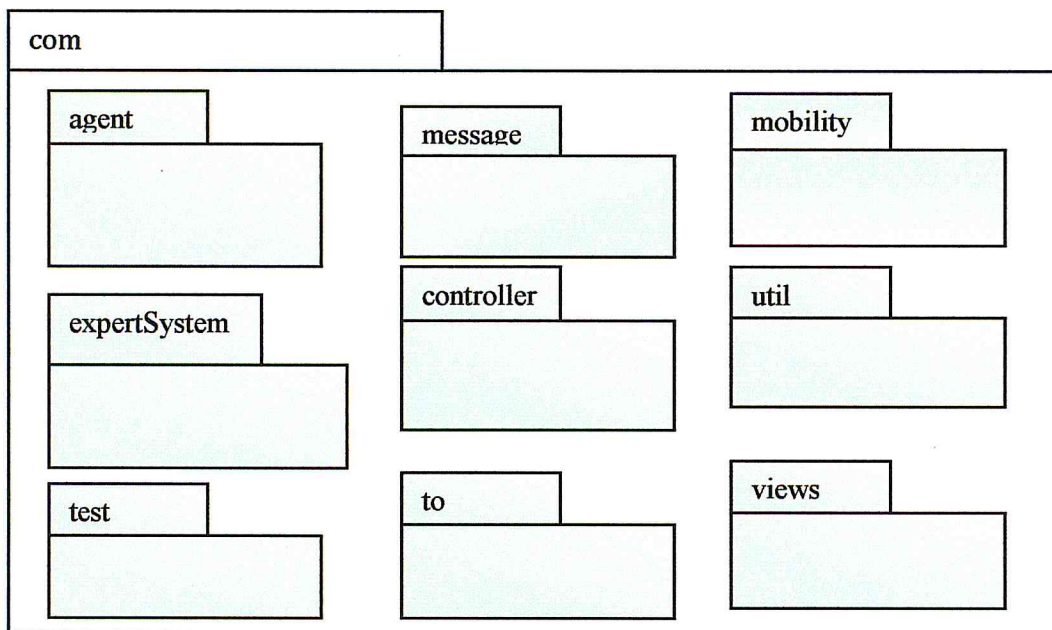 com
agent
message
mobility
expertSystem
controller
util
test
to
views